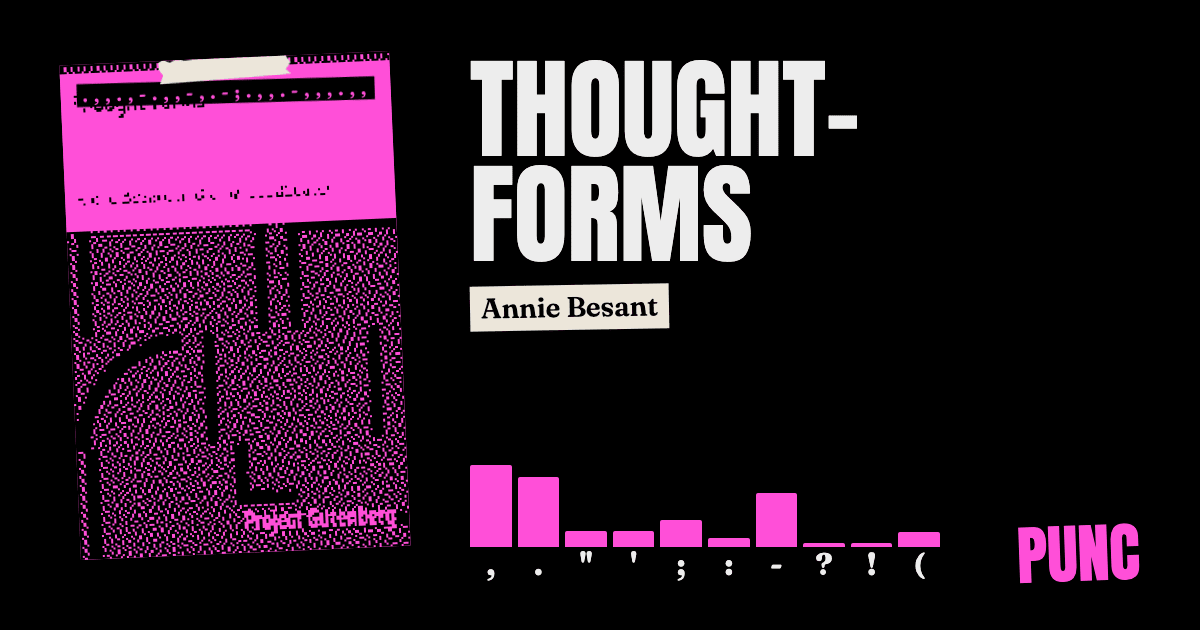 THOUGHT-
FORMS
Annie Besant
Project Gutenberg
, . " ' ; : - ? ! (
PUNC